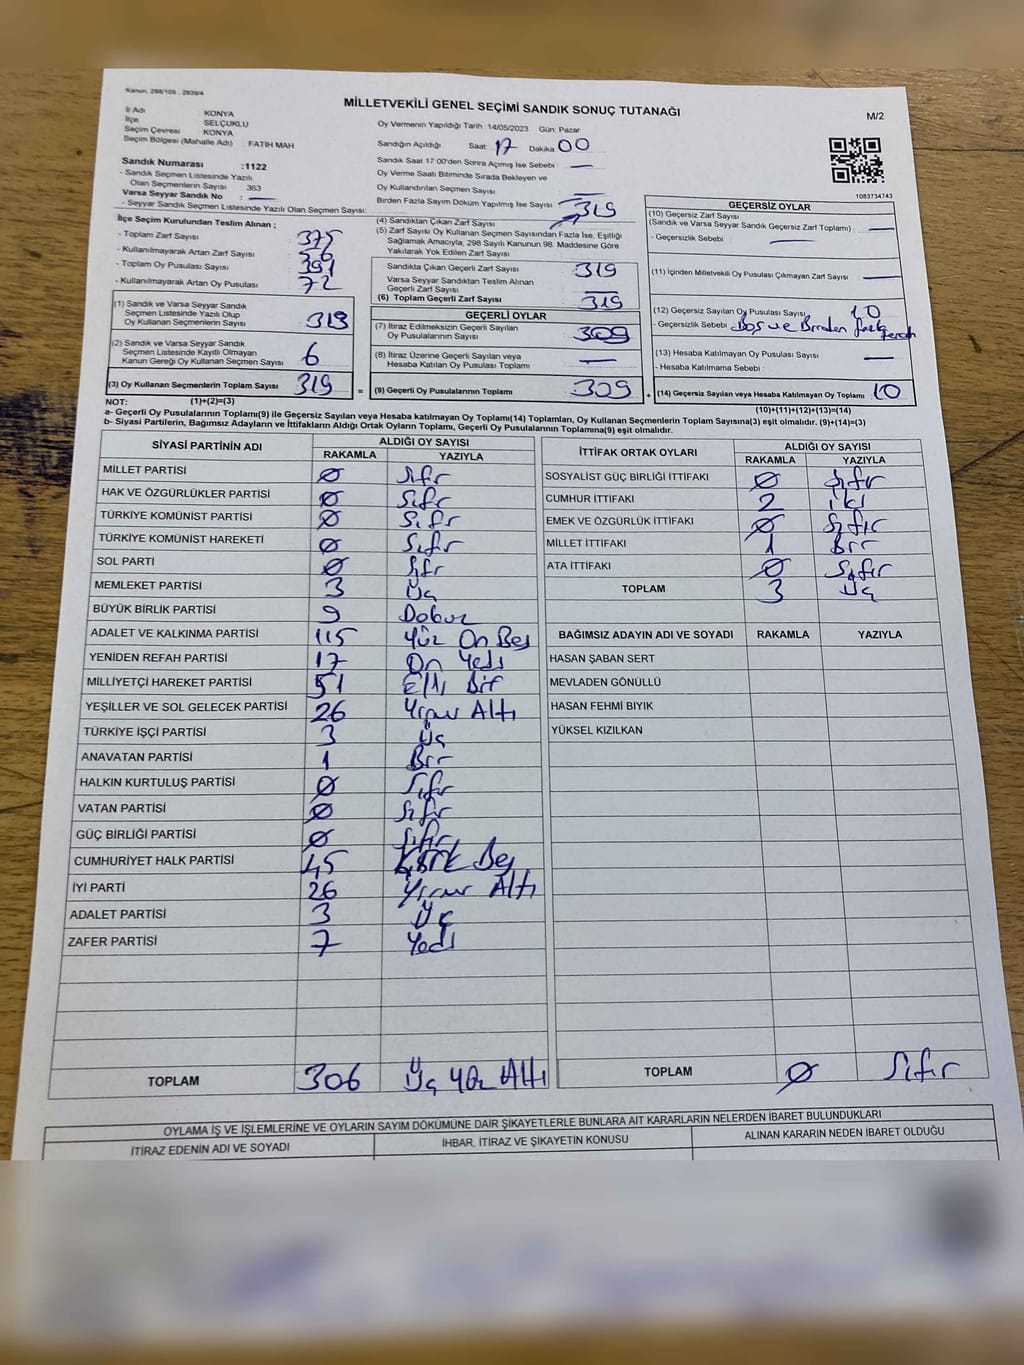 Kanun, 298/105 , 2839/4
MİLLETVEKİLİ GENEL SEÇİMİ SANDIK SONUÇ TUTANAĞI
M/2
İl Adı KONYA
İlçe SELÇUKLU
Seçim Çevresi KONYA
Seçim Bölgesi (Mahalle Adı) : FATIH MAH
Oy Vermenin Yapıldığı Tarih :14/05/2023 Gün: Pazar
Sandığın Açıldığı Saat: 17 Dakika 00
Sandık Saat 17:00'den Sonra Açımış İse Sebebi : —
Oy Verme Saati Bitiminde Sırada Bekleyen ve
Oy Kullandırılan Seçmen Sayısı —
Birden Fazla Sayım Döküm Yapılmış İse Sayısı —
1083734743
Sandık Numarası :1122
- Sandık Seçmen Listesinde Yazılı
Olan Seçmenlerin Sayısı : 363
Varsa Seyyar Sandık No : —
- Seyyar Sandık Seçmen Listesinde Yazılı Olan Seçmen Sayısı:
İlçe Seçim Kurulundan Teslim Alınan ;
- Toplam Zarf Sayısı 375
- Kullanılmayarak Artan Zarf Sayısı 56
- Toplam Oy Pusulası Sayısı 391
- Kullanılmayarak Artan Oy Pusulası 72
(4) Sandıktan Çıkan Zarf Sayısı 319
(5) Zarf Sayısı Oy Kullanan Seçmen Sayısından Fazla İse, Eşitliği
Sağlamak Amacıyla, 298 Sayılı Kanunun 98. Maddesine Göre
Yakılarak Yok Edilen Zarf Sayısı
Sandıkta Çıkan Geçerli Zarf Sayısı 319
Varsa Seyyar Sandıktan Teslim Alınan
Geçerli Zarf Sayısı —
(6) Toplam Geçerli Zarf Sayısı 319
GEÇERSİZ OYLAR
(10) Geçersiz Zarf Sayısı
(Sandık ve Varsa Seyyar Sandık Geçersiz Zarf Toplamı) : —
- Geçersizlik Sebebi : —
(11) İçinden Milletvekili Oy Pusulası Çıkmayan Zarf Sayısı —
(12) Geçersiz Sayılan Oy Pusulası Sayısı 10
- Geçersizlik Sebebi Boş ve Birden fazla
(13) Hesaba Katılmayan Oy Pusulası Sayısı —
- Hesaba Katılmama Sebebi :
(14) Geçersiz Sayılan veya Hesaba Katılmayan Oy Toplamı 10
(10)+(11)+(12)+(13)=(14)
(1) Sandık ve Varsa Seyyar Sandık
Seçmen Listesinde Yazılı Olup
Oy Kullanan Seçmenlerin Sayısı 313
(2) Sandık ve Varsa Seyyar Sandık
Seçmen Listesinde Kayıtlı Olmayan
Kanun Gereği Oy Kullanan Seçmen Sayısı 6
(3) Oy Kullanan Seçmenlerin Toplam Sayısı 319
=
GEÇERLİ OYLAR
(7) İtiraz Edilmeksizin Geçerli Sayılan
Oy Pusulalarının Sayısı 309
(8) İtiraz Üzerine Geçerli Sayılan veya
Hesaba Katılan Oy Pusulası Toplamı —
(9) Geçerli Oy Pusulalarının Toplamı 309
+
NOT: (1)+(2)=(3)
a- Geçerli Oy Pusulalarının Toplamı(9) ile Geçersiz Sayılan veya Hesaba katılmayan Oy Toplamı(14) Toplamları, Oy Kullanan Seçmenlerin Toplam Sayısına(3) eşit olmalıdır. (9)+(14)=(3)
b- Siyasi Partilerin, Bağımsız Adayların ve İttifakların Aldığı Ortak Oyların Toplamı, Geçerli Oy Pusulalarının Toplamına(9) eşit olmalıdır.
SİYASİ PARTİNİN ADI ALDIĞI OY SAYISI
RAKAMLA YAZIYLA
MİLLET PARTİSİ 0 Sıfır
HAK VE ÖZGÜRLÜKLER PARTİSİ 0 Sıfır
TÜRKİYE KOMÜNİST PARTİSİ 0 Sıfır
TÜRKİYE KOMÜNİST HAREKETİ 0 Sıfır
SOL PARTİ 0 Sıfır
MEMLEKET PARTİSİ 3 Üç
BÜYÜK BİRLİK PARTİSİ 9 Dokuz
ADALET VE KALKINMA PARTİSİ 115 Yüz On Beş
YENİDEN REFAH PARTİSİ 17 On Yedi
MİLLİYETÇİ HAREKET PARTİSİ 51 Elli Bir
YEŞİLLER VE SOL GELECEK PARTİSİ 26 Yirmi Altı
TÜRKİYE İŞÇİ PARTİSİ 3 Üç
ANAVATAN PARTİSİ 1 Bir
HALKIN KURTULUŞ PARTİSİ 0 Sıfır
VATAN PARTİSİ 0 Sıfır
GÜÇ BİRLİĞİ PARTİSİ 0 Sıfır
CUMHURİYET HALK PARTİSİ 45 Kırk Beş
İYİ PARTİ 26 Yirmi Altı
ADALET PARTİSİ 3 Üç
ZAFER PARTİSİ 7 Yedi
TOPLAM 306 Üç Yüz Altı
İTTİFAK ORTAK OYLARI ALDIĞI OY SAYISI
RAKAMLA YAZIYLA
SOSYALİST GÜÇ BİRLİĞİ İTTİFAKI 0 Sıfır
CUMHUR İTTİFAKI 2 iki
EMEK VE ÖZGÜRLÜK İTTİFAKI 0 Sıfır
MİLLET İTTİFAKI 1 Bir
ATA İTTİFAKI 0 Sıfır
TOPLAM 3 Üç
BAĞIMSIZ ADAYIN ADI VE SOYADI RAKAMLA YAZIYLA
HASAN ŞABAN SERT
MEVLADEN GÖNÜLLÜ
HASAN FEHMİ BIYIK
YÜKSEL KIZILKAN
TOPLAM 0 Sıfır
OYLAMA İŞ VE İŞLEMLERİNE VE OYLARIN SAYIM DÖKÜMÜNE DAİR ŞİKAYETLERLE BUNLARA AİT KARARLARIN NELERDEN İBARET BULUNDUKLARI
İTİRAZ EDENİN ADI VE SOYADI İHBAR, İTİRAZ VE ŞİKAYETİN KONUSU ALINAN KARARIN NEDEN İBARET OLDUĞU